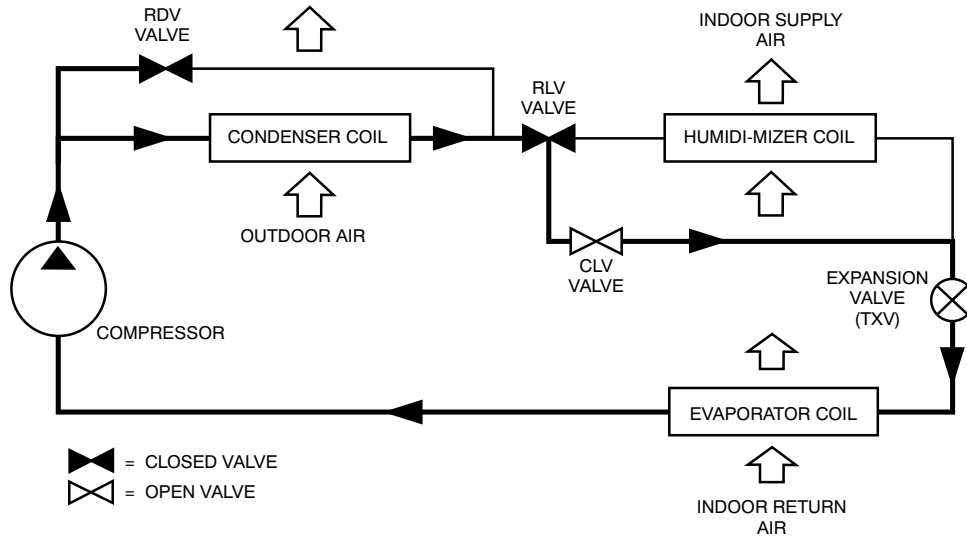 RDV
VALVE
INDOOR SUPPLY
AIR
RLV
VALVE
CONDENSER COIL
HUMIDI-MIZER COIL
OUTDOOR AIR
CLV
VALVE
EXPANSION
VALVE
(TXV)
COMPRESSOR
EVAPORATOR COIL
= CLOSED VALVE
= OPEN VALVE
INDOOR RETURN
AIR